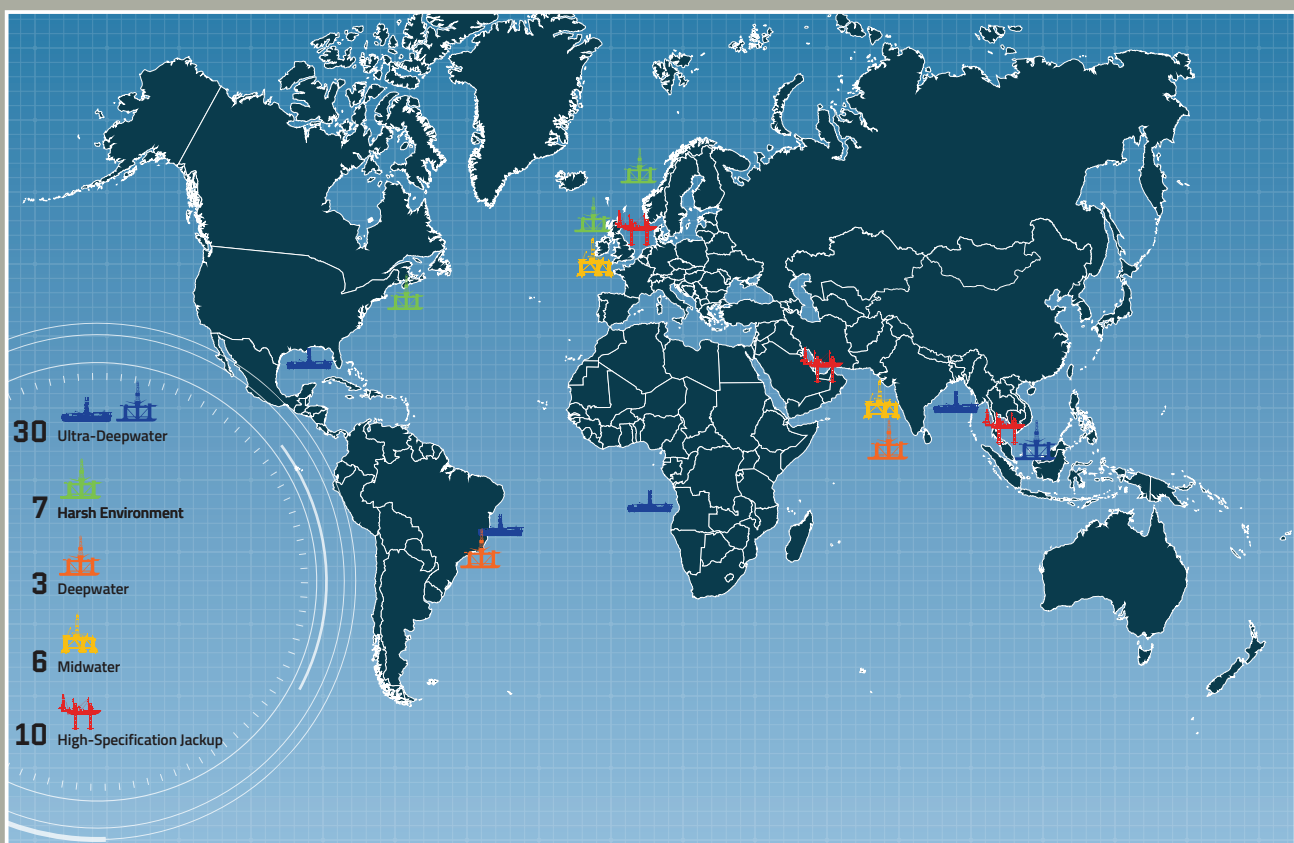 30 Ultra-Deepwater
7 Harsh Environment
3 Deepwater
6 Midwater
10 High-Specification Jackup